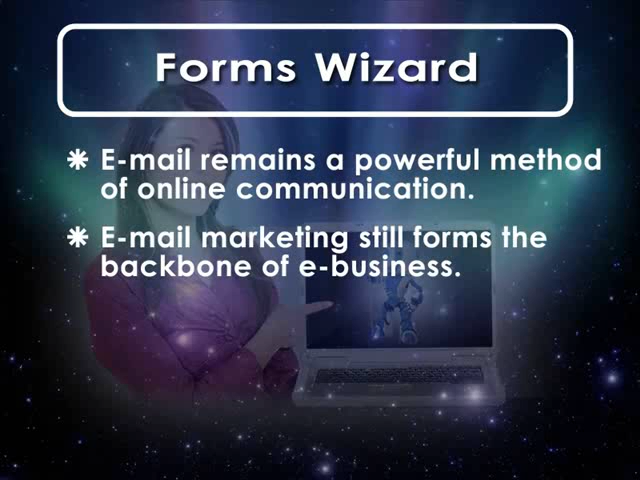 Forms Wizard
E-mail remains a powerful method
of online communication.
E-mail marketing still forms the
backbone of e-business.